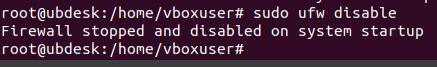 root@ubdesk:/home/vboxuser# sudo ufw disable
Firewall stopped and disabled on system startup
root@ubdesk:/home/vboxuser#